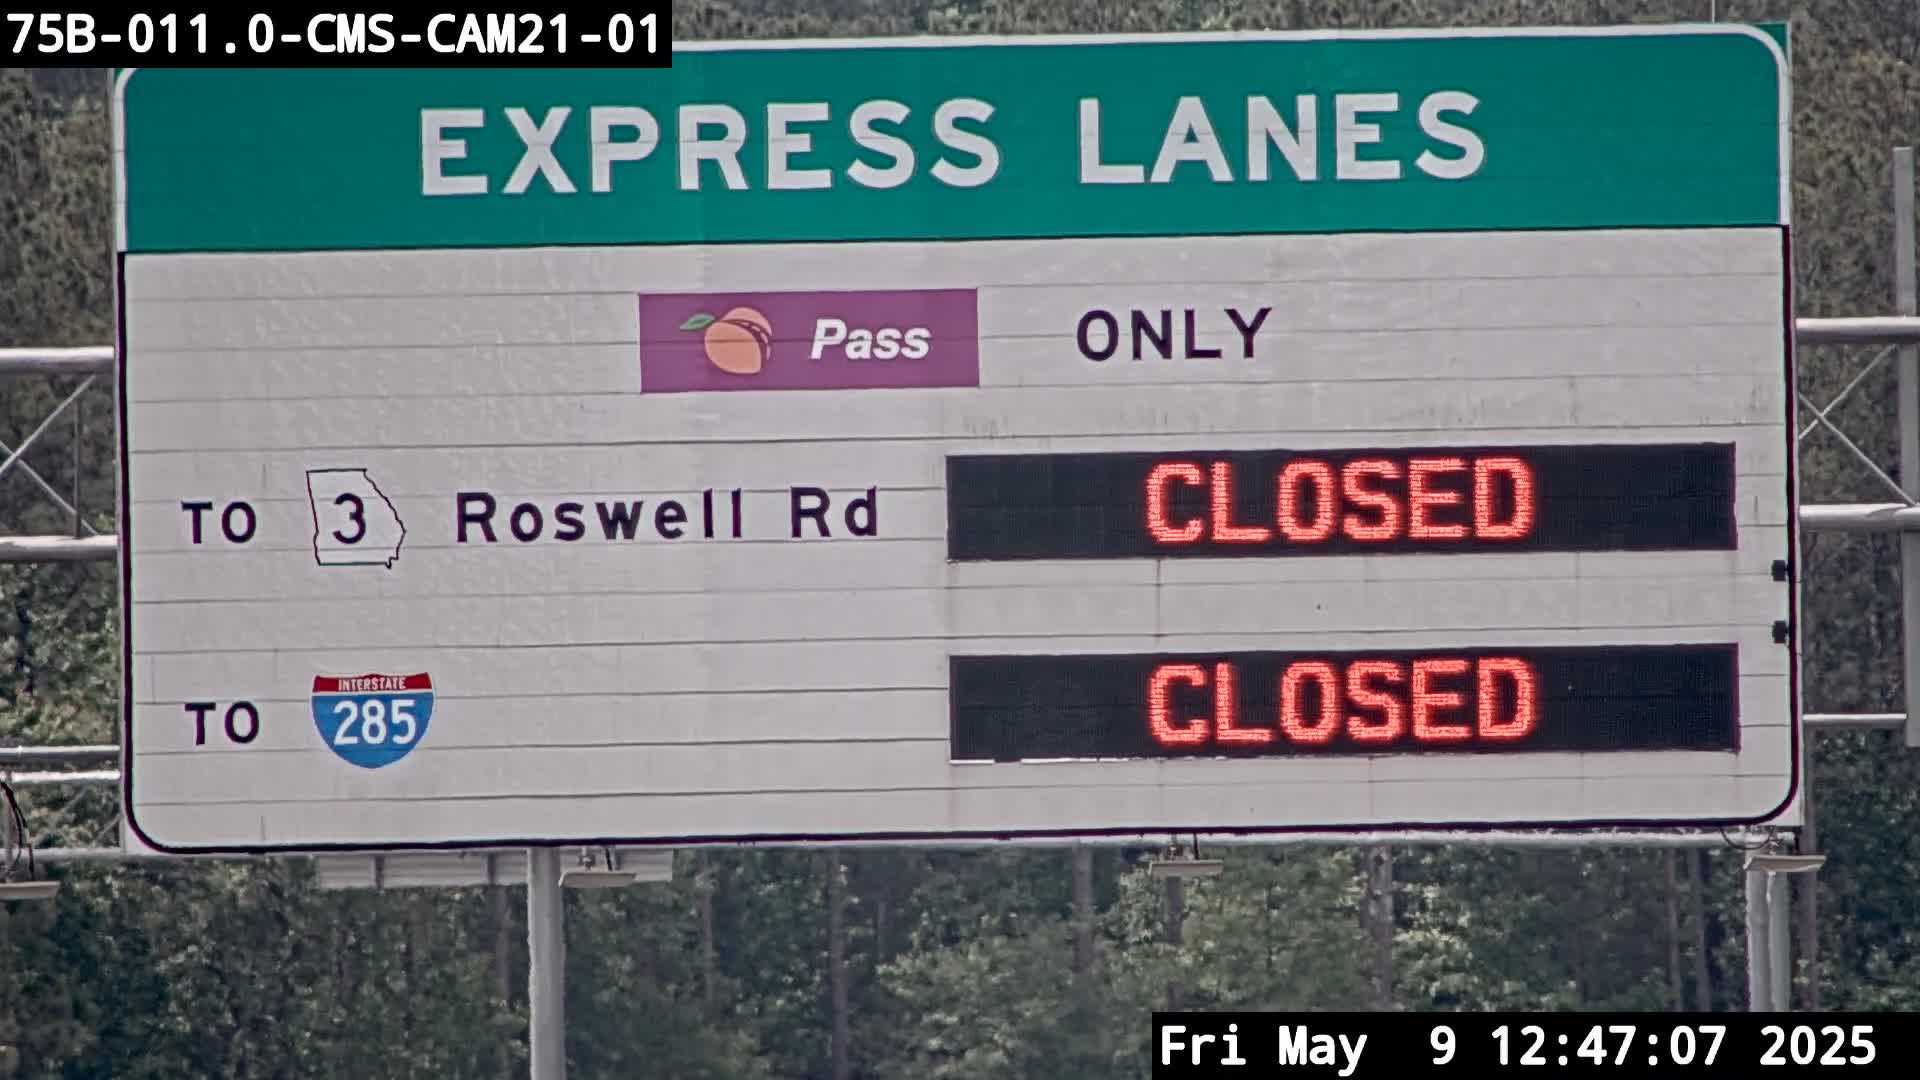 75B-011.0-CMS-CAM21-01
EXPRESS LANES
Pass ONLY
TO 3 Roswell Rd CLOSED
TO INTERSTATE 285 CLOSED
Fri May 9 12:47:07 2025